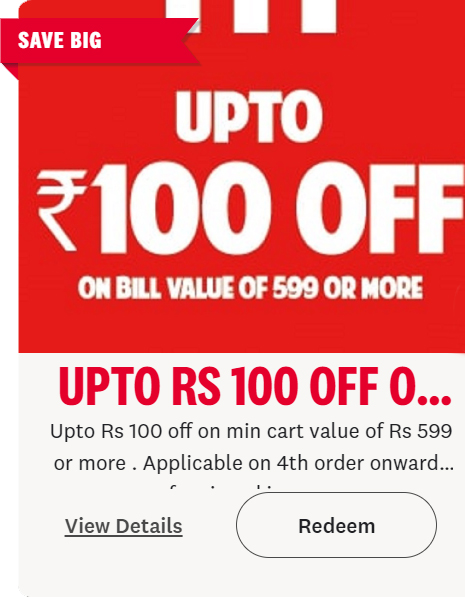 SAVE BIG
UPTO
₹100 OFF
ON BILL VALUE OF 599 OR MORE
UPTO RS 100 OFF O...
Upto Rs 100 off on min cart value of Rs 599
or more . Applicable on 4th order onward...
View Details
Redeem